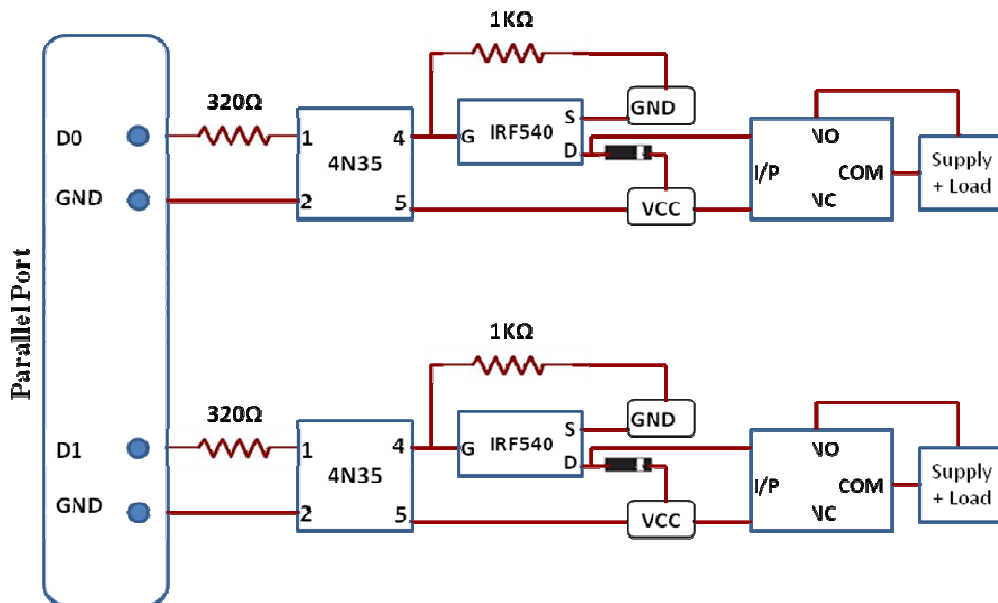 Parallel Port
1KΩ
320Ω
D0
GND
1
2
4N35
4
5
G
IRF540
S
D
GND
VCC
I/P
NO
COM
NC
Supply
+ Load
1KΩ
320Ω
D1
GND
1
2
4N35
4
5
G
IRF540
S
D
GND
VCC
I/P
NO
COM
NC
Supply
+ Load